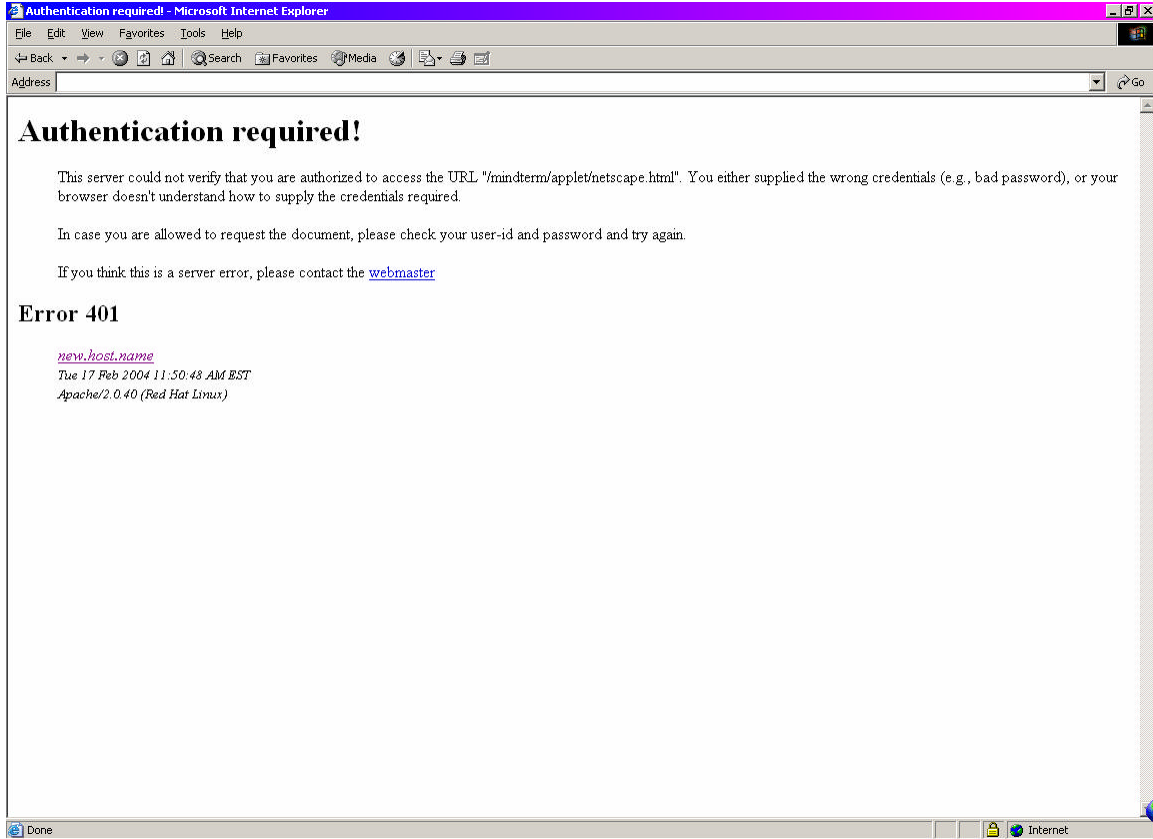 Authentication required! - Microsoft Internet Explorer
File Edit View Favorites Tools Help
Back Search Favorites Media
Address Go
Authentication required!
This server could not verify that you are authorized to access the URL "/mindterm/applet/netscape.html". You either supplied the wrong credentials (e.g., bad password), or your
browser doesn't understand how to supply the credentials required.
In case you are allowed to request the document, please check your user-id and password and try again.
If you think this is a server error, please contact the webmaster
Error 401
new.host.name
Tue 17 Feb 2004 11:50:48 AM EST
Apache/2.0.40 (Red Hat Linux)
Done Internet